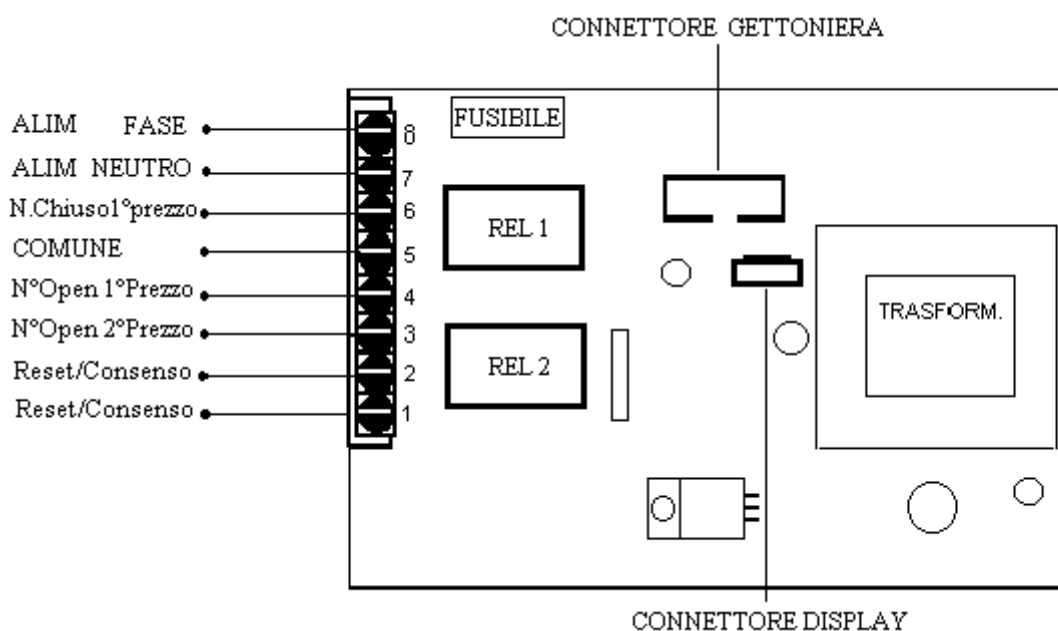 CONNETTORE GETTONIERA
ALIM FASE
8
FUSIBILE
ALIM NEUTRO
7
N.Chiuso1°prezzo
6
REL 1
COMUNE
5
N°Open 1°Prezzo
4
TRASFORM.
N°Open 2°Prezzo
3
Reset/Consenso
2
REL 2
Reset/Consenso
1
CONNETTORE DISPLAY